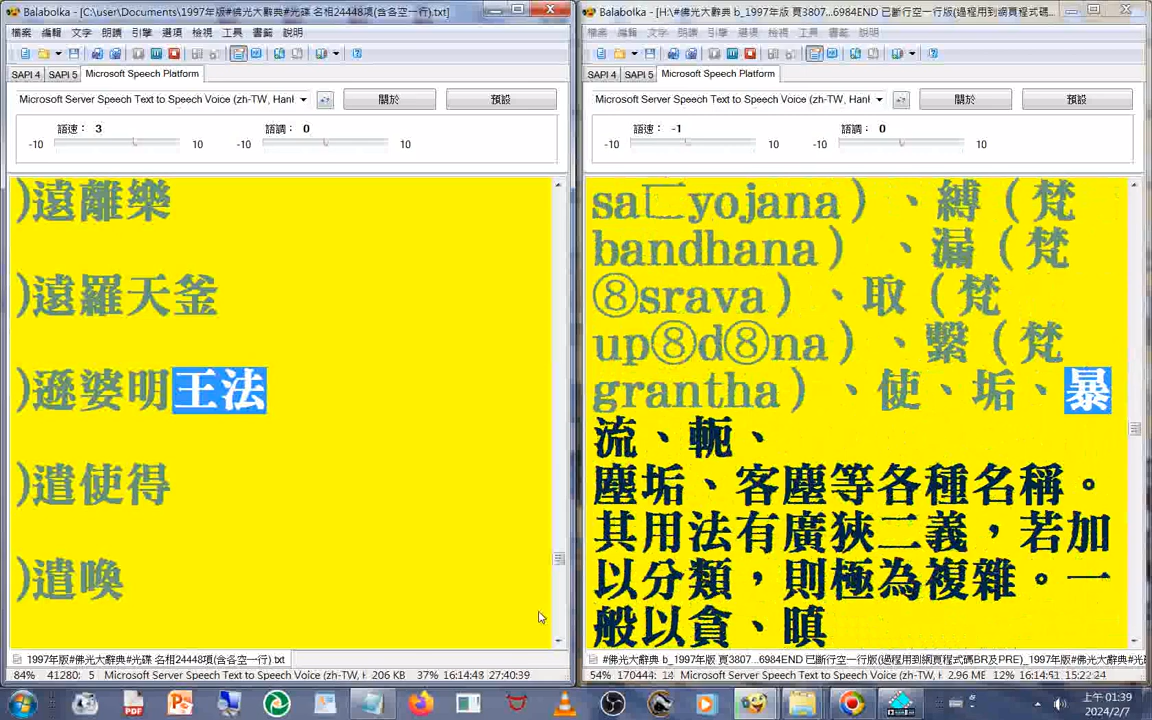 Balabolka - [C:\user\Documents\1997年版#佛光大辭典#光碟 名相24448項(含各空一行).txt]
檔案 編輯 文字 朗讀 引擎 選項 檢視 工具 書籤 說明
SAPI 4 SAPI 5 Microsoft Speech Platform
Microsoft Server Speech Text to Speech Voice (zh-TW, Hanl
關於 預設
語速： 3 語調： 0
-10 10 -10 10
)遠離樂
)遠羅天釜
)遜婆明王法
)遣使得
)遣喚
1997年版#佛光大辭典#光碟 名相24448項(含各空一行).txt
84% 41280: 5 Microsoft Server Speech Text to Speech Voice (zh-TW, H 206 KB 37% 16:14:48 27:40:39
Balabolka - [H:\#佛光大辭典 b_1997年版 頁3807...6984END 已斷行空一行版(過程用到網頁程式碼
檔案 編輯 文字 朗讀 引擎 選項 檢視 工具 書籤 說明
SAPI 4 SAPI 5 Microsoft Speech Platform
Microsoft Server Speech Text to Speech Voice (zh-TW, Hanl
關於 預設
語速： -1 語調： 0
-10 10 -10 10
sa匚yojana）、縛（梵
bandhana） 、漏（梵
⑧srava）、取（梵
up⑧d⑧na）、繫（梵
grantha）、使、垢、暴
流、軛、
塵垢、客塵等各種名稱。
其用法有廣狹二義，若加
以分類，則極為複雜。一
般以貪、瞋
#佛光大辭典 b_1997年版 頁3807...6984END 已斷行空一行版(過程用到網頁程式碼BR及PRE)_1997年版#光
54% 170444: 14 Microsoft Server Speech Text to Speech Voice (zh-TW, 2.96 ME 12% 16:14:51 15:22:24
上午 01:39
2024/2/7